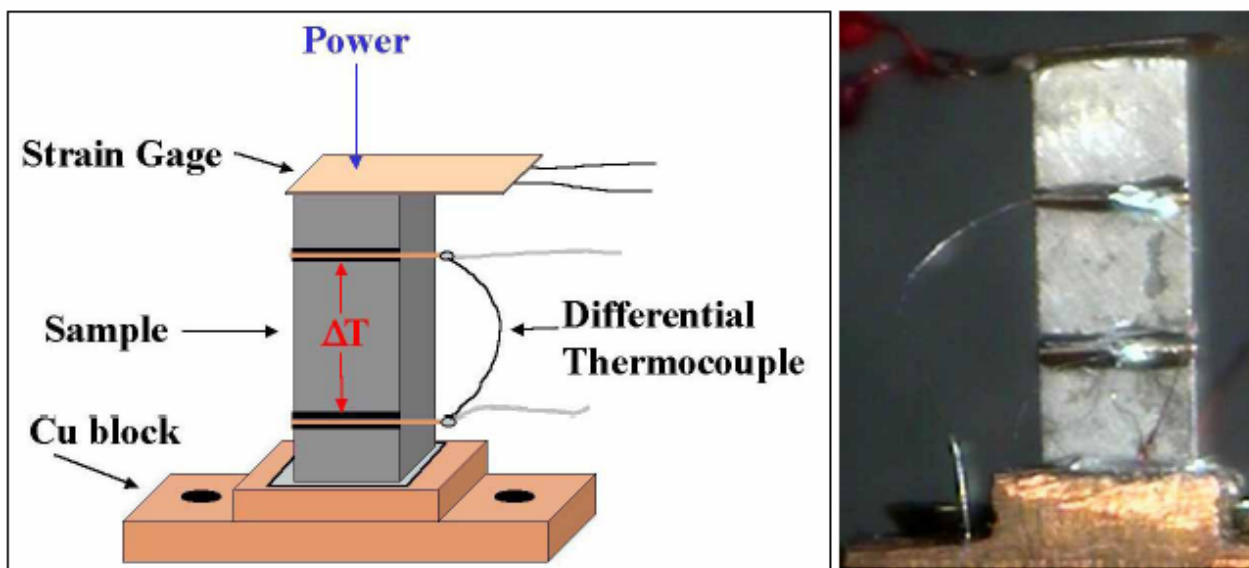 Power
Strain Gage
Sample
ΔT
Differential
Thermocouple
Cu block